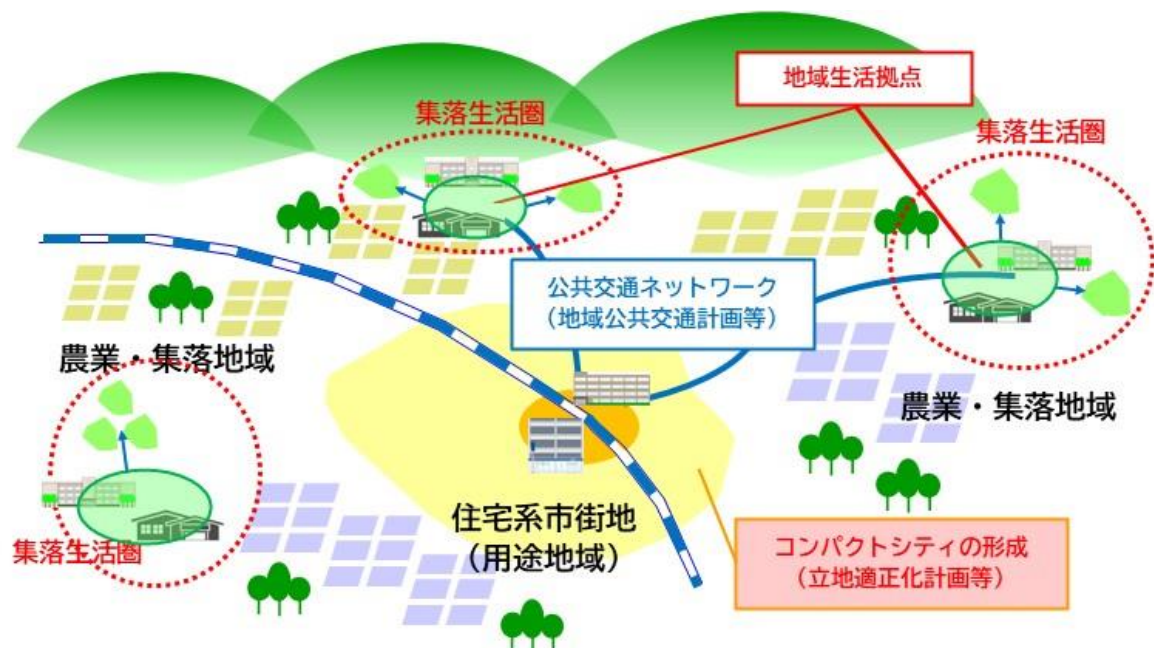 地域生活拠点
集落生活圏
集落生活圏
公共交通ネットワーク
（地域公共交通計画等）
農業・集落地域
農業・集落地域
住宅系市街地
（用途地域）
集落生活圏
コンパクトシティの形成
（立地適正化計画等）